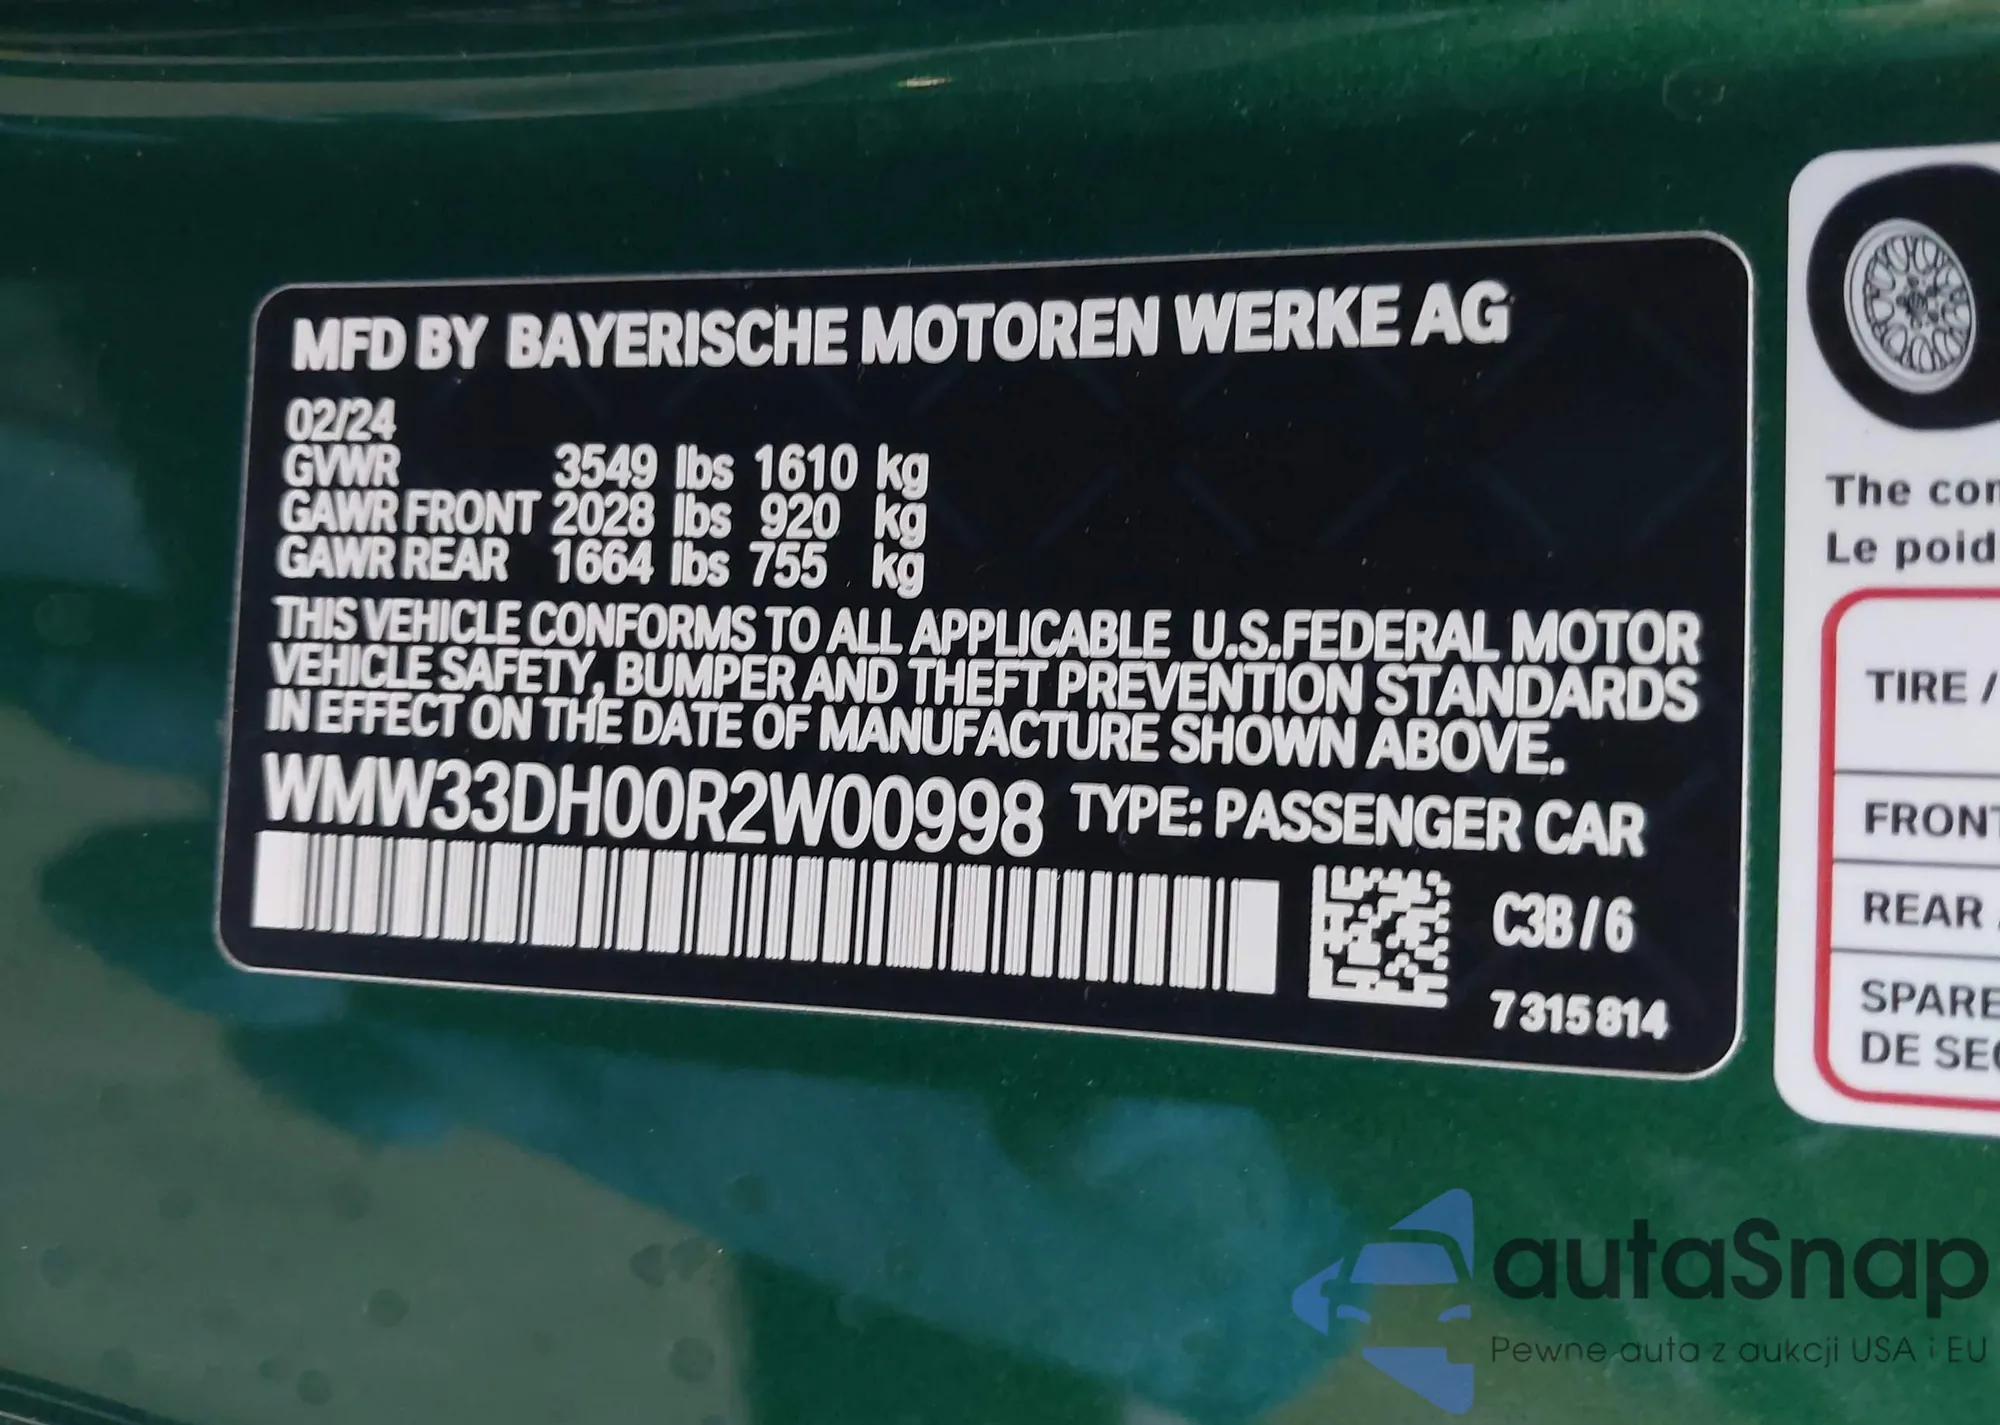 MFD BY BAYERISCHE MOTOREN WERKE AG
02/24
GVWR 3549 lbs 1610 kg
GAWR FRONT 2028 lbs 920 kg
GAWR REAR 1664 lbs 755 kg
THIS VEHICLE CONFORMS TO ALL APPLICABLE U.S.FEDERAL MOTOR
VEHICLE SAFETY, BUMPER AND THEFT PREVENTION STANDARDS
IN EFFECT ON THE DATE OF MANUFACTURE SHOWN ABOVE.
WMW33DH00R2W00998 TYPE: PASSENGER CAR
C3B / 6
7 315 814
The con
Le poid
TIRE /
FRONT
REAR
SPARE
DE SEC
autaSnap
Pewne auta z aukcji USA i EU